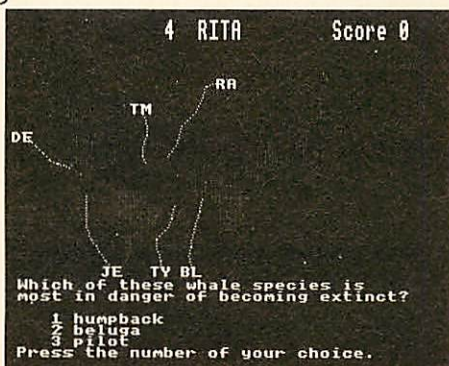 4 RITA Score 0
RA
TM
DE
JE TY BL
Which of these whale species is
most in danger of becoming extinct?
1 humpback
2 beluga
3 pilot
Press the number of your choice.